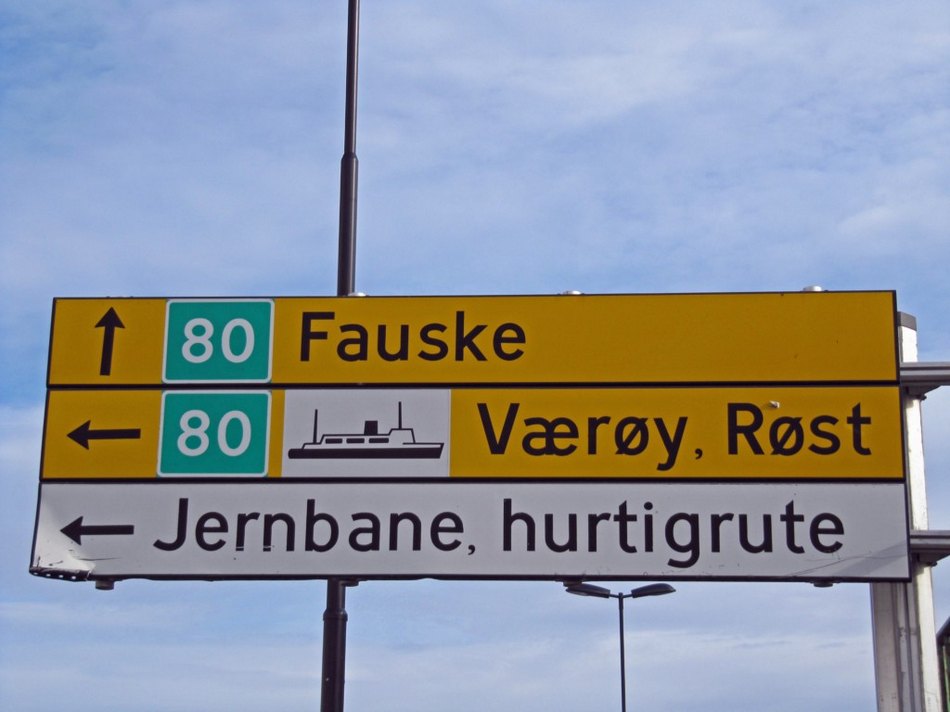 80 Fauske
80 Værøy, Røst
Jernbane, hurtigrute